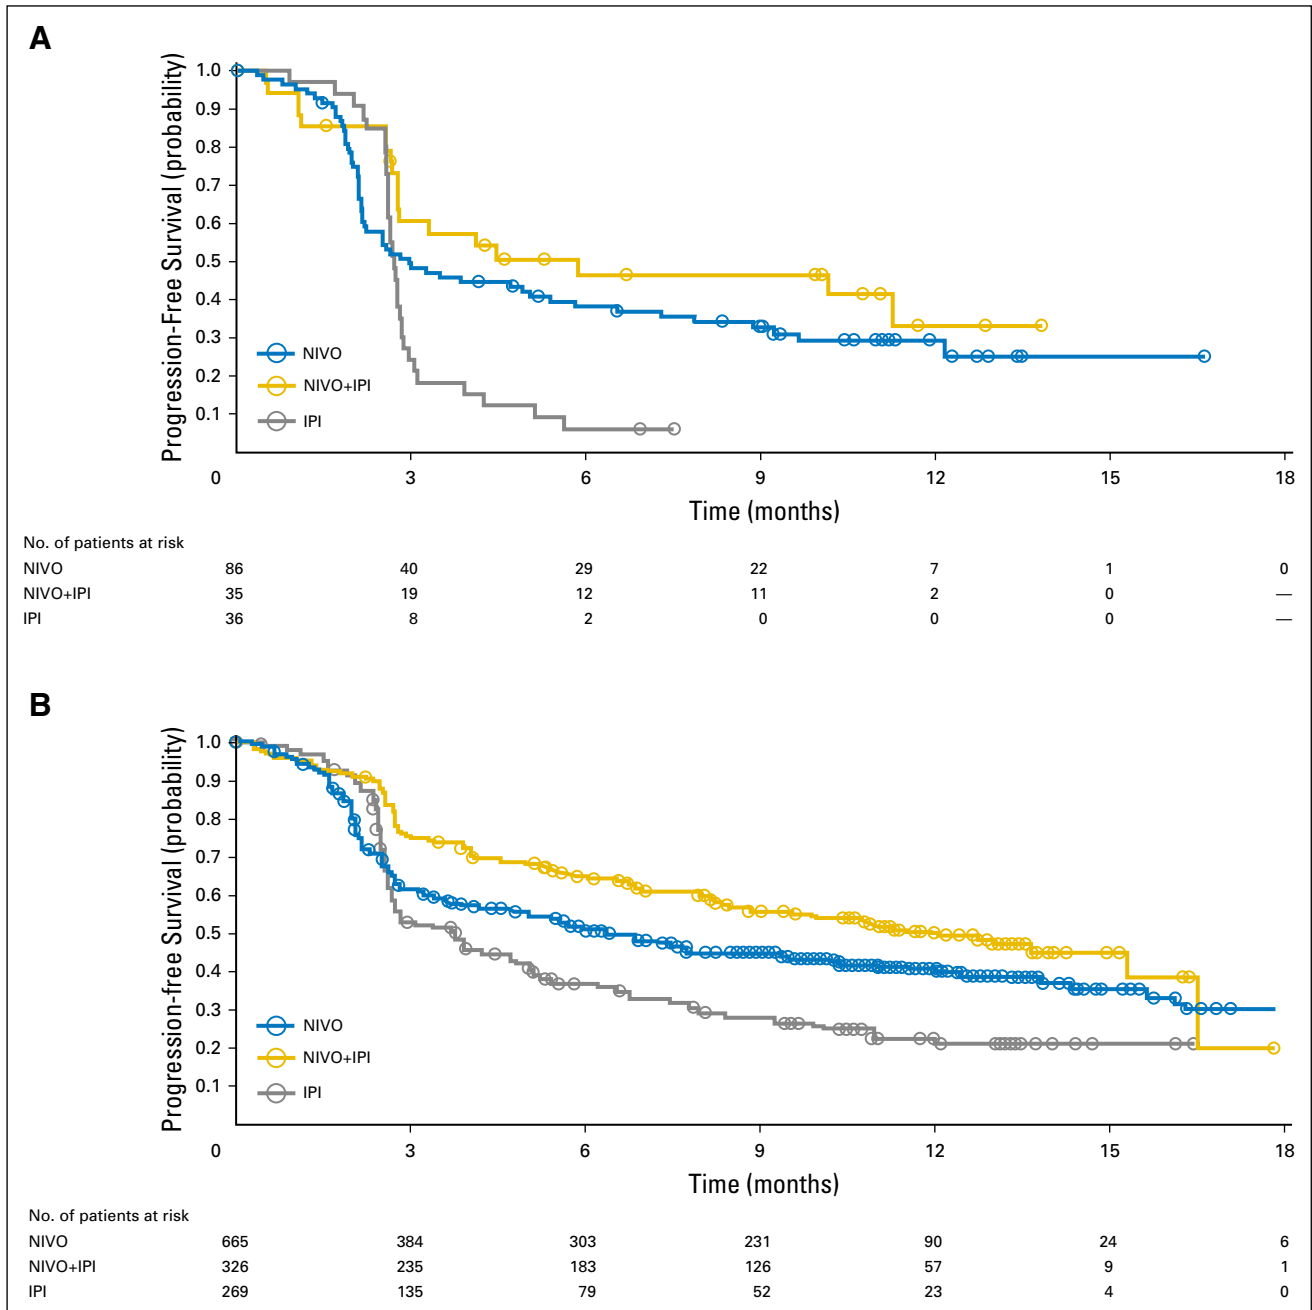 A
Progression-Free Survival (probability)
1.0
0.9
0.8
0.7
0.6
0.5
0.4
0.3
0.2
0.1
NIVO
NIVO+IPI
IPI
0 3 6 9 12 15 18
Time (months)
No. of patients at risk
NIVO 86 40 29 22 7 1 0
NIVO+IPI 35 19 12 11 2 0 —
IPI 36 8 2 0 0 0 —
B
Progression-free Survival (probability)
1.0
0.9
0.8
0.7
0.6
0.5
0.4
0.3
0.2
0.1
NIVO
NIVO+IPI
IPI
0 3 6 9 12 15 18
Time (months)
No. of patients at risk
NIVO 665 384 303 231 90 24 6
NIVO+IPI 326 235 183 126 57 9 1
IPI 269 135 79 52 23 4 0